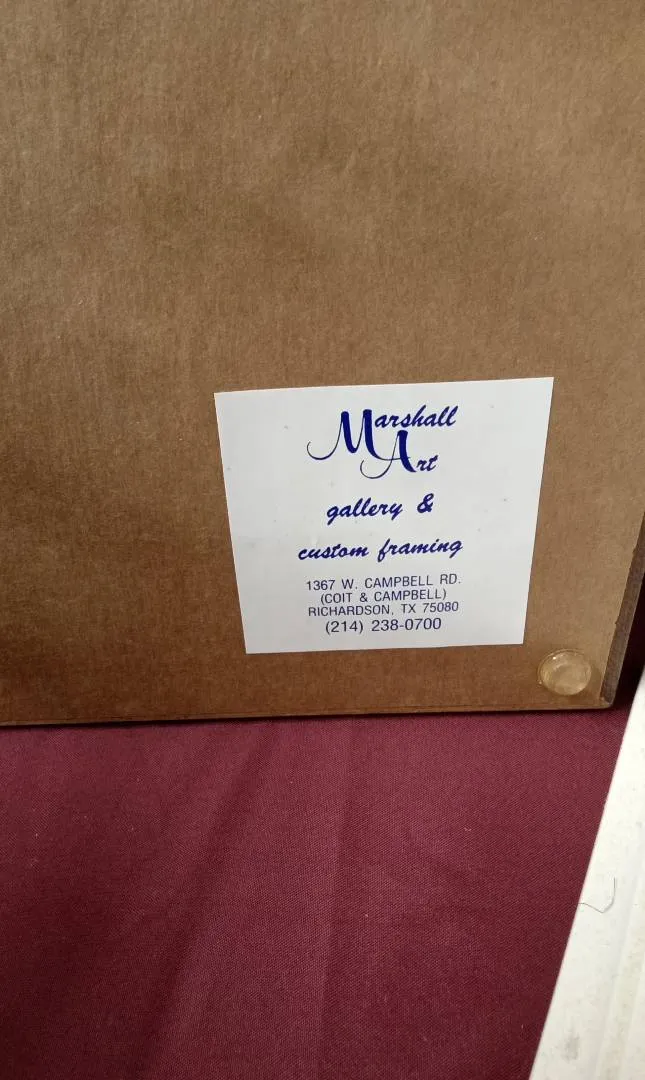 Marshall
Art
gallery &
custom framing
1367 W. CAMPBELL RD.
(COIT & CAMPBELL)
RICHARDSON, TX 75080
(214) 238-0700